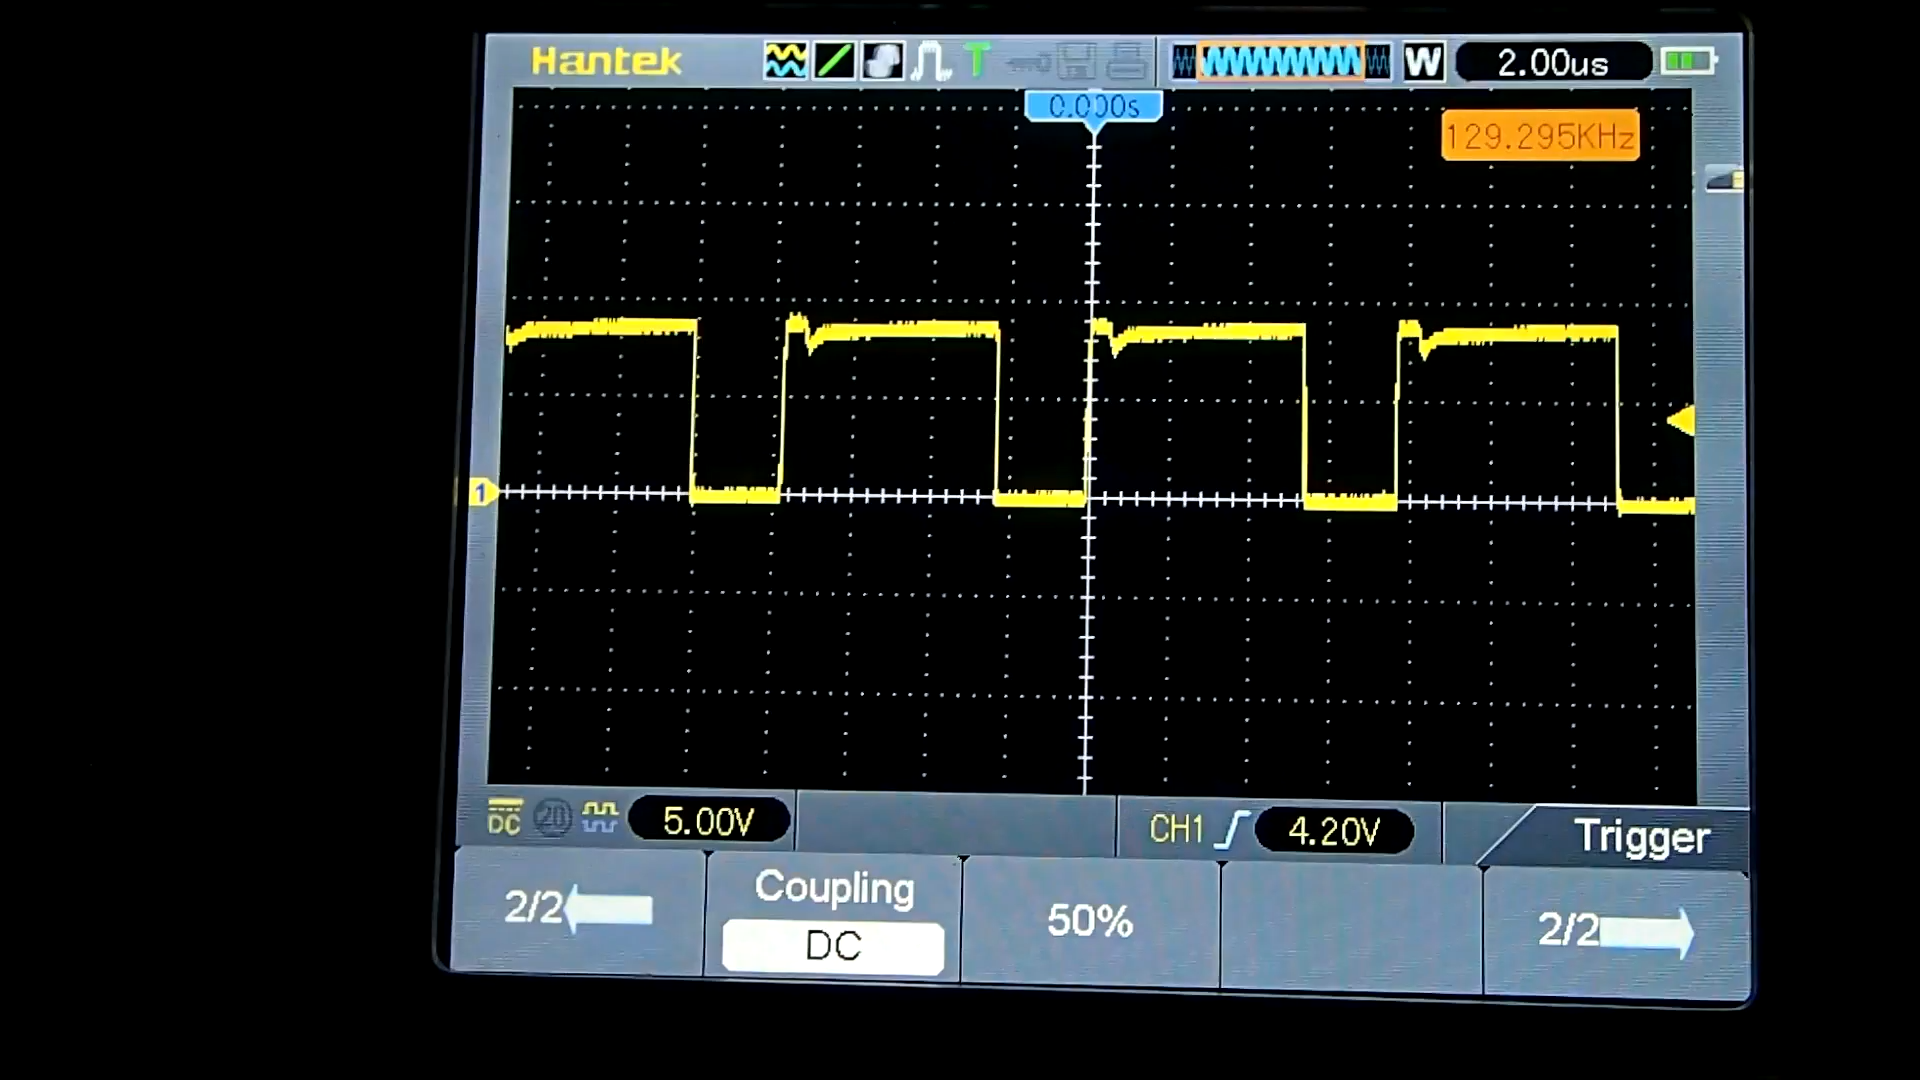 Hantek T W 2.00us
0.000s
129.295KHz
1
DC 20 5.00V CH1 4.20V Trigger
2/2 Coupling 50% 2/2
DC